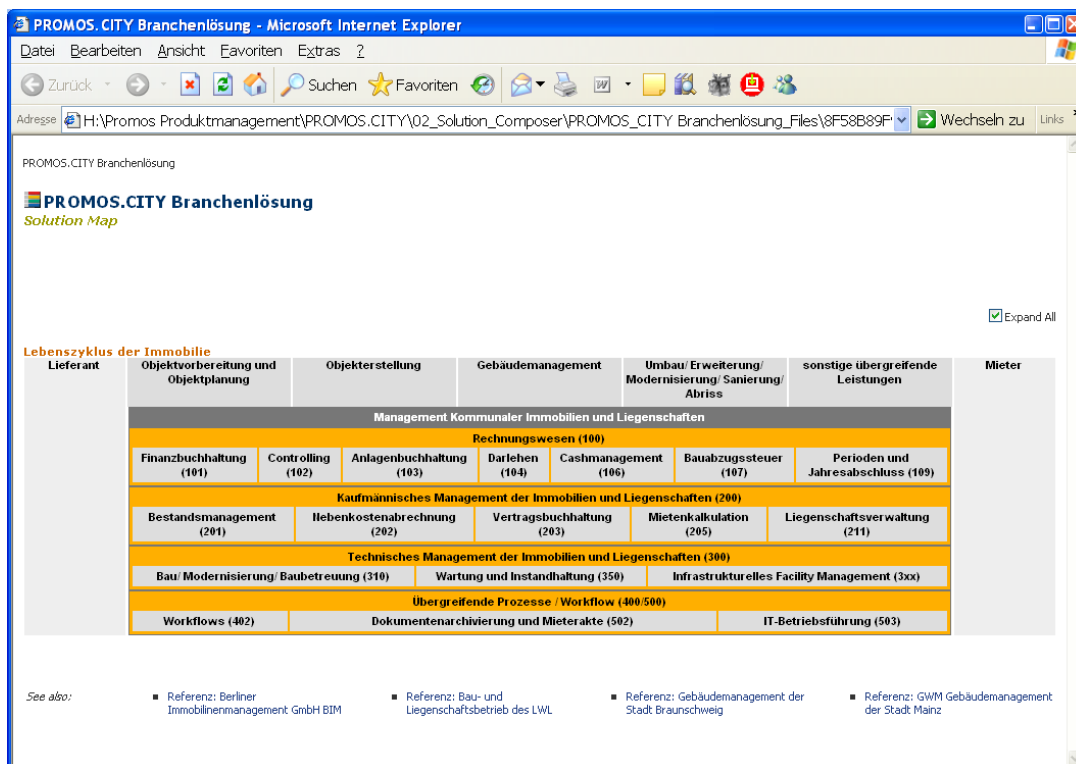 PROMOS.CITY Branchenlösung - Microsoft Internet Explorer
Datei Bearbeiten Ansicht Favoriten Extras ?
Zurück Suchen Favoriten
Adresse H:\Promos Produktmanagement\PROMOS.CITY\02_Solution_Composer\PROMOS_CITY Branchenlösung_Files\8F58B89F Wechseln zu Links
PROMOS.CITY Branchenlösung
PROMOS.CITY Branchenlösung
Solution Map
Expand All
Lebenszyklus der Immobilie
Lieferant Objektvorbereitung und Objekterstellung Gebäudemanagement Umbau/Erweiterung/ sonstige übergreifende Mieter
Objektplanung Modernisierung/Sanierung/ Leistungen
Abriss
Management Kommunaler Immobilien und Liegenschaften
Rechnungswesen (100)
Finanzbuchhaltung Controlling Anlagenbuchhaltung Darlehen Cashmanagement Bauabzugssteuer Perioden und
(101) (102) (103) (104) (106) (107) Jahresabschluss (109)
Kaufmännisches Management der Immobilien und Liegenschaften (200)
Bestandsmanagement Nebenkostenabrechnung Vertragsbuchhaltung Mietenkalkulation Liegenschaftsverwaltung
(201) (202) (203) (205) (211)
Technisches Management der Immobilien und Liegenschaften (300)
Bau/Modernisierung/Baubetreuung (310) Wartung und Instandhaltung (350) Infrastrukturelles Facility Management (3xx)
Übergreifende Prozesse / Workflow (400/500)
Workflows (402) Dokumentenarchivierung und Mieterakte (502) IT-Betriebsführung (503)
See also: Referenz: Berliner Referenz: Bau- und Referenz: Gebäudemanagement der Referenz: GWM Gebäudemanagement
Immobilinenmanagement GmbH BIM Liegenschaftsbetrieb des LWL Stadt Braunschweig der Stadt Mainz